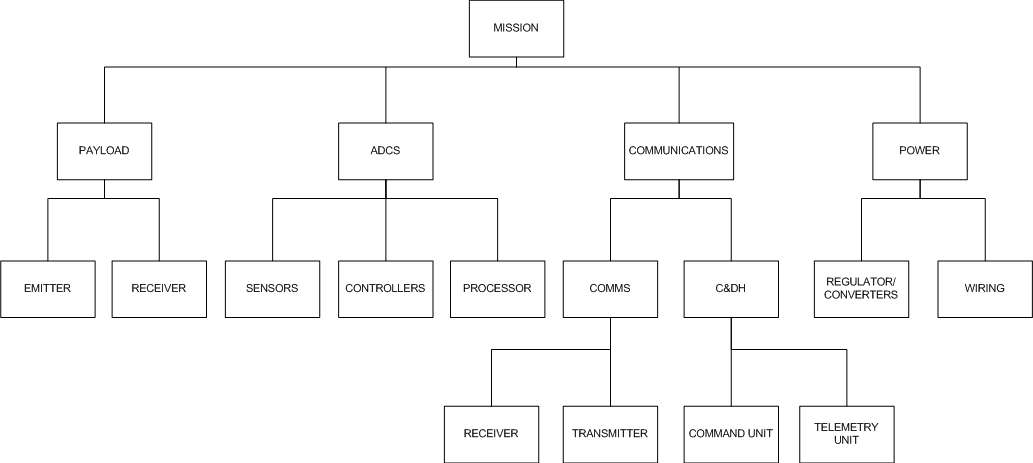 MISSION
PAYLOAD
ADCS
COMMUNICATIONS
POWER
EMITTER
RECEIVER
SENSORS
CONTROLLERS
PROCESSOR
COMMS
C&DH
REGULATOR/
CONVERTERS
WIRING
RECEIVER
TRANSMITTER
COMMAND UNIT
TELEMETRY
UNIT